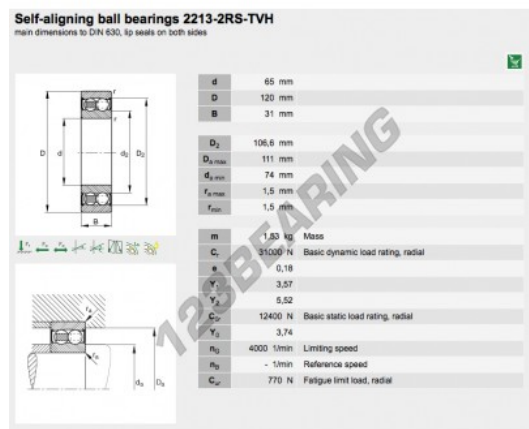 Self-aligning ball bearings 2213-2RS-TVH
main dimensions to DIN 630, lip seals on both sides
d 65 mm
D 120 mm
B 31 mm
D2 106,6 mm
Da max 111 mm
da min 74 mm
ra max 1,5 mm
rmin 1,5 mm
m 1,53 kg Mass
Cr 31000 N Basic dynamic load rating, radial
e 0,18
Y1 3,57
Y2 5,52
C0r 12400 N Basic static load rating, radial
Y0 3,74
nG 4000 1/min Limiting speed
nB - 1/min Reference speed
Cur 770 N Fatigue limit load, radial
r
r
D d d2 D2
B
ra
ra
da Da
123BEARING